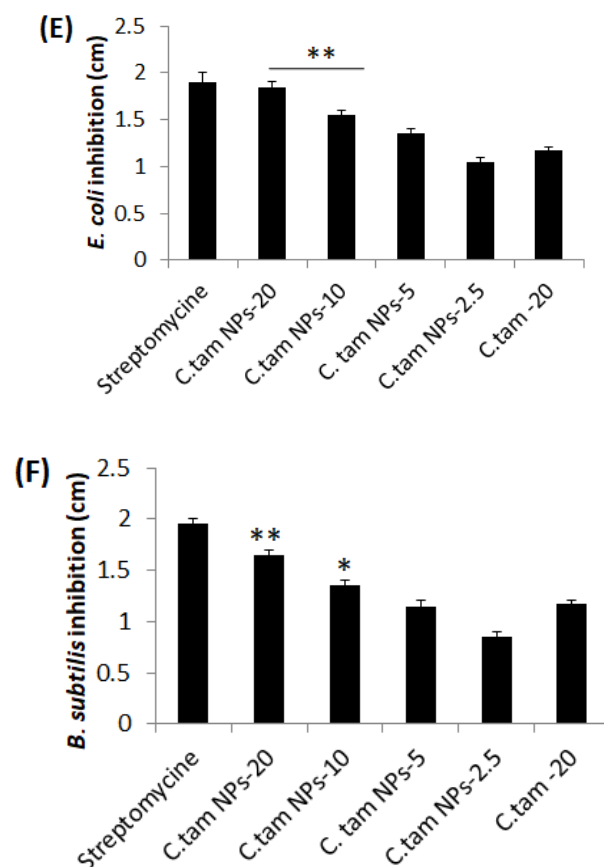 (E)
E. coli inhibition (cm)
2.5
2
1.5
1
0.5
0
**
Streptomycine
C.tam NPs-20
C.tam NPs-10
C. tam NPs-5
C.tam NPs-2.5
C.tam -20
(F)
B. subtilis inhibition (cm)
2.5
2
1.5
1
0.5
0
**
*
Streptomycine
C.tam NPs-20
C.tam NPs-10
C. tam NPs-5
C.tam NPs-2.5
C.tam -20